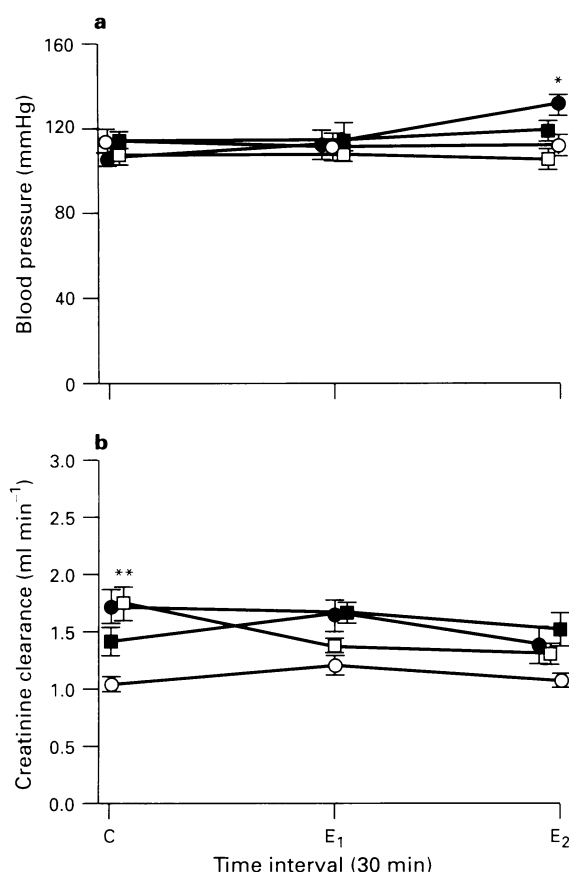 a
160
120
80
40
0
Blood pressure (mmHg)
*
b
3.0
2.5
2.0
1.5
1.0
0.5
0.0
Creatinine clearance (ml min⁻¹)
**
C E₁ E₂
Time interval (30 min)